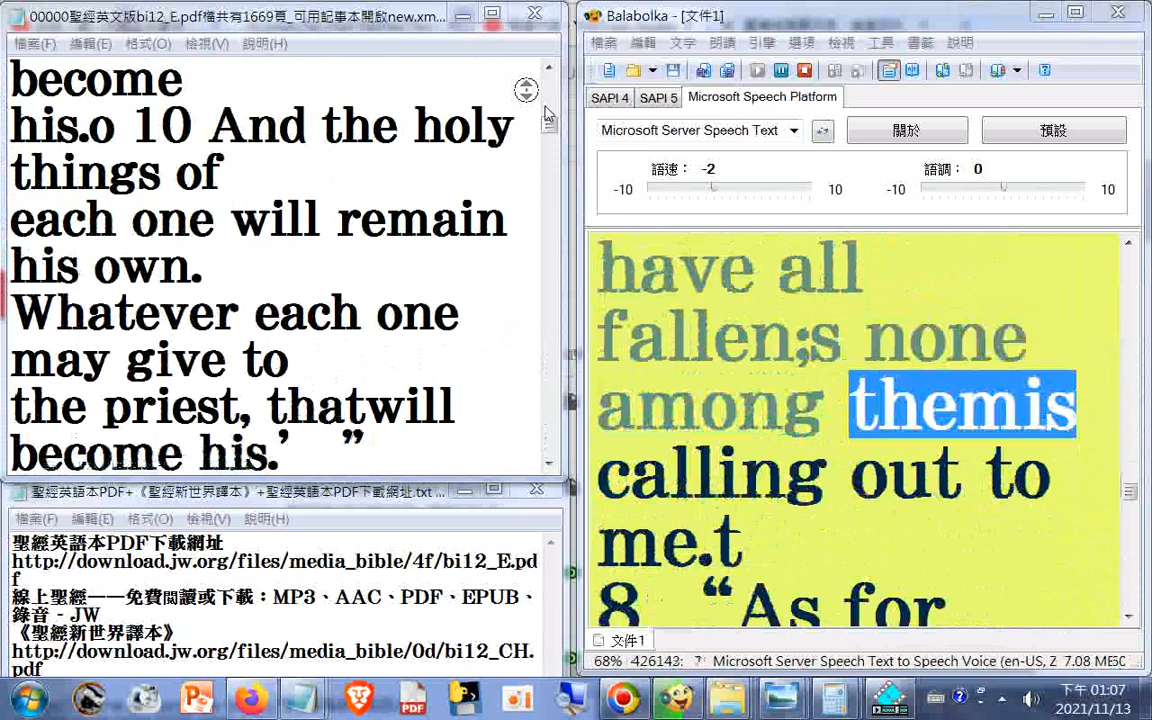 00000聖經英文版bi12_E.pdf檔共有1669頁_可用記事本開啟new.xm...
檔案(F) 編輯(E) 格式(O) 檢視(V) 說明(H)
become
his.o 10 And the holy
things of
each one will remain
his own.
Whatever each one
may give to
the priest, thatwill
become his.’ ”
聖經英語本PDF+《聖經新世界譯本》+聖經英語本PDF下載網址.txt ...
檔案(F) 編輯(E) 格式(O) 檢視(V) 說明(H)
聖經英語本PDF下載網址
http://download.jw.org/files/media_bible/4f/bi12_E.pd
f
線上聖經——免費閱讀或下載：MP3、AAC、PDF、EPUB、
錄音 - JW
《聖經新世界譯本》
http://download.jw.org/files/media_bible/0d/bi12_CH.
pdf
Balabolka - [文件1]
檔案 編輯 文字 朗讀 引擎 選項 檢視 工具 書籤 說明
SAPI 4 SAPI 5 Microsoft Speech Platform
Microsoft Server Speech Text 關於 預設
語速： -2 語調： 0
-10 10 -10 10
have all
fallen;s none
among themis
calling out to
me.t
8 “As for
文件1
68% 426143: ? Microsoft Server Speech Text to Speech Voice (en-US, Z 7.08 ME50
下午 01:07
2021/11/13